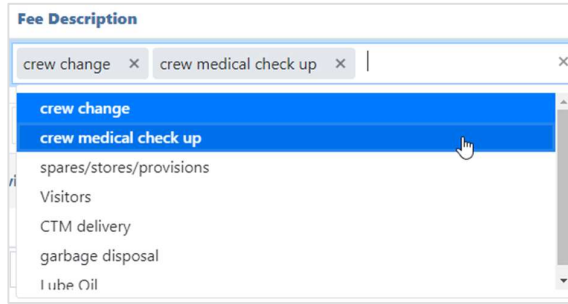 Fee Description
crew change × crew medical check up × ×
crew change
crew medical check up
spares/stores/provisions
Visitors
CTM delivery
garbage disposal
Lube Oil